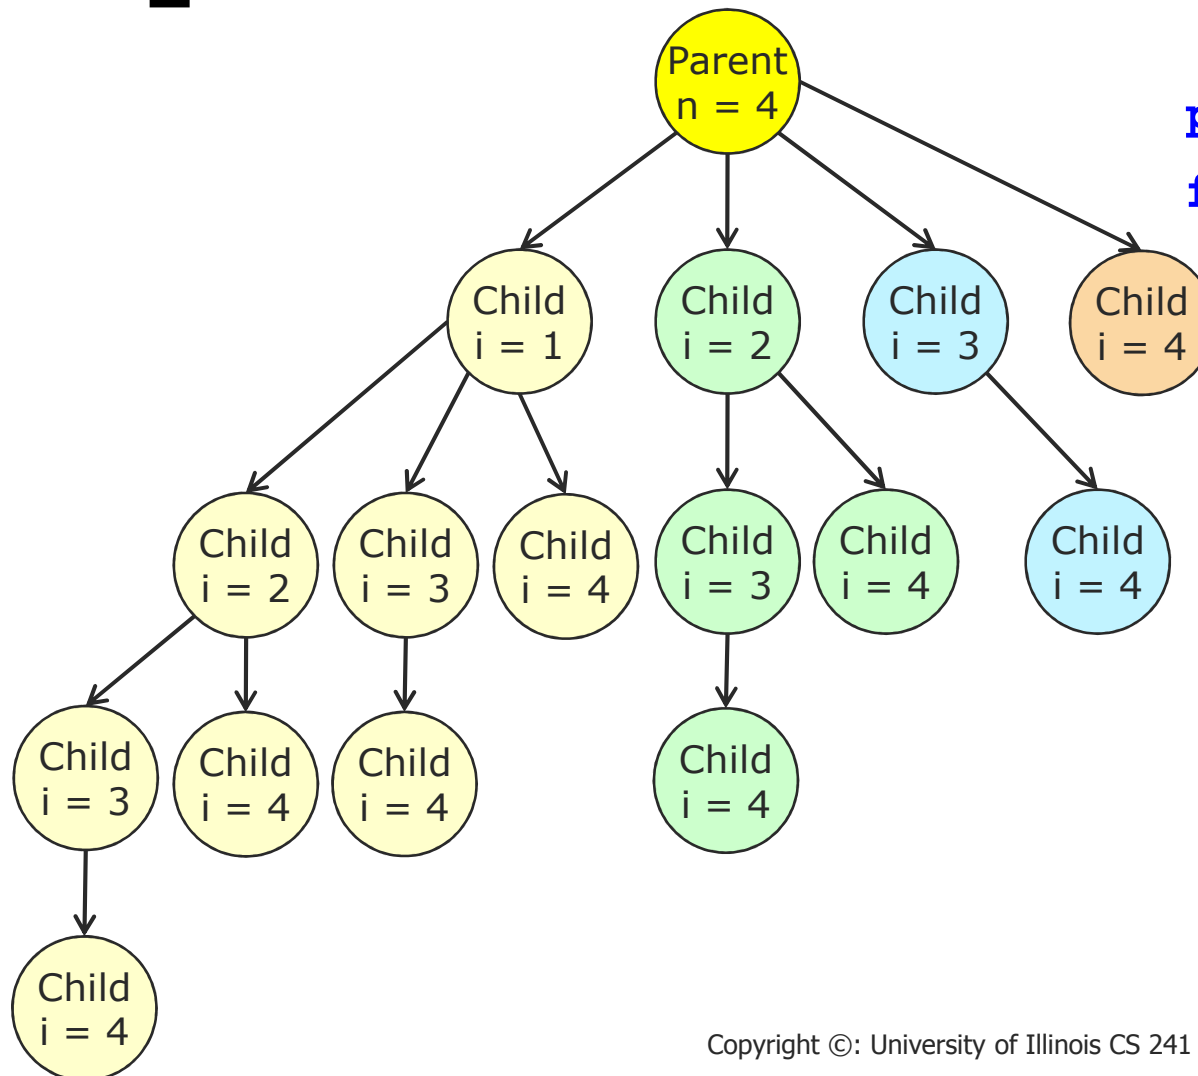 Parent
n = 4
p
f
Child
i = 1
Child
i = 2
Child
i = 3
Child
i = 4
Child
i = 2
Child
i = 3
Child
i = 4
Child
i = 3
Child
i = 4
Child
i = 4
Child
i = 3
Child
i = 4
Child
i = 4
Child
i = 4
Child
i = 4
Copyright ©: University of Illinois CS 241